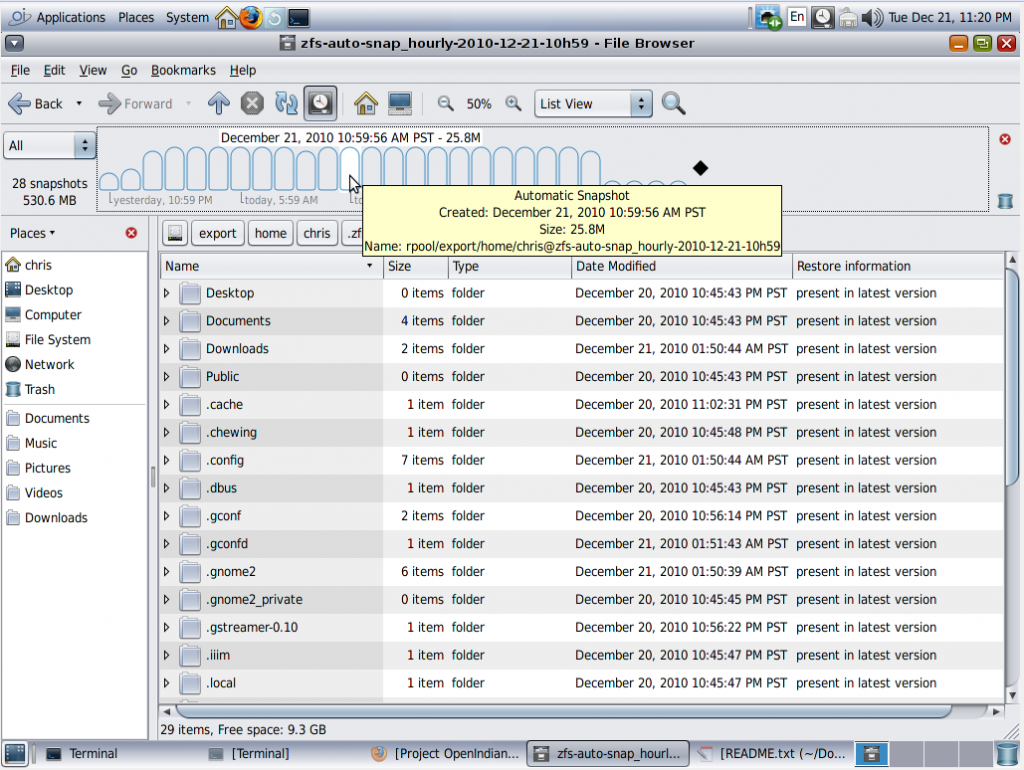 Applications Places System En Tue Dec 21, 11:20 PM
zfs-auto-snap_hourly-2010-12-21-10h59 - File Browser
File Edit View Go Bookmarks Help
Back Forward 50% List View
All
December 21, 2010 10:59:56 AM PST - 25.8M
28 snapshots
530.6 MB
yesterday, 10:59 PM today, 5:59 AM
Automatic Snapshot
Created: December 21, 2010 10:59:56 AM PST
Size: 25.8M
Name: rpool/export/home/chris@zfs-auto-snap_hourly-2010-12-21-10h59
Places
export home chris
chris
Desktop
Computer
File System
Network
Trash
Documents
Music
Pictures
Videos
Downloads
Name Size Type Date Modified Restore information
Desktop 0 items folder December 20, 2010 10:45:43 PM PST present in latest version
Documents 4 items folder December 20, 2010 10:45:43 PM PST present in latest version
Downloads 2 items folder December 21, 2010 01:50:44 AM PST present in latest version
Public 0 items folder December 20, 2010 10:45:43 PM PST present in latest version
.cache 1 item folder December 20, 2010 11:02:31 PM PST present in latest version
.chewing 1 item folder December 20, 2010 10:45:48 PM PST present in latest version
.config 7 items folder December 21, 2010 01:50:44 AM PST present in latest version
.dbus 1 item folder December 20, 2010 10:45:43 PM PST present in latest version
.gconf 2 items folder December 20, 2010 10:56:14 PM PST present in latest version
.gconfd 1 item folder December 21, 2010 01:51:43 AM PST present in latest version
.gnome2 6 items folder December 21, 2010 01:50:39 AM PST present in latest version
.gnome2_private 0 items folder December 20, 2010 10:45:45 PM PST present in latest version
.gstreamer-0.10 1 item folder December 20, 2010 10:56:22 PM PST present in latest version
.iiim 1 item folder December 20, 2010 10:45:47 PM PST present in latest version
.local 1 item folder December 20, 2010 10:45:47 PM PST present in latest version
29 items, Free space: 9.3 GB
Terminal [Terminal] [Project OpenIndian... zfs-auto-snap_hourl... [README.txt (~/Do...